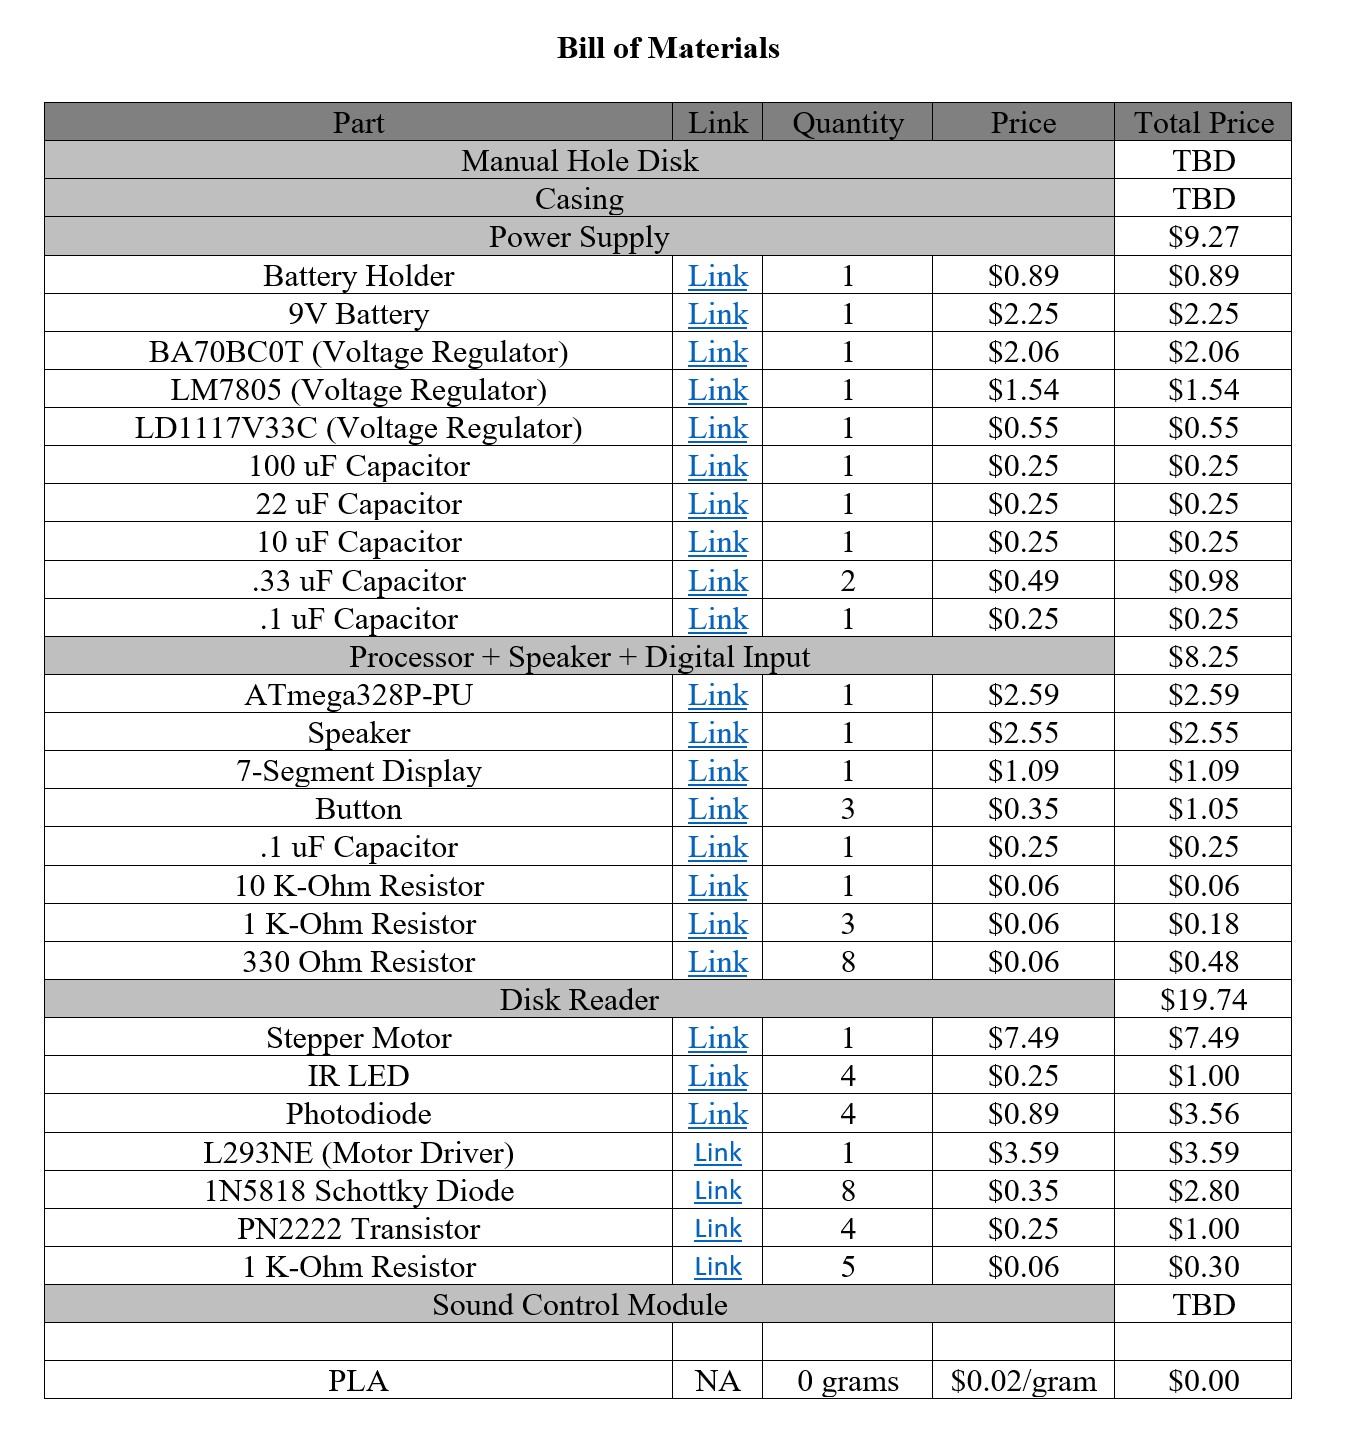 Bill of Materials
Part Link Quantity Price Total Price
Manual Hole Disk TBD
Casing TBD
Power Supply $9.27
Battery Holder Link 1 $0.89 $0.89
9V Battery Link 1 $2.25 $2.25
BA70BC0T (Voltage Regulator) Link 1 $2.06 $2.06
LM7805 (Voltage Regulator) Link 1 $1.54 $1.54
LD1117V33C (Voltage Regulator) Link 1 $0.55 $0.55
100 uF Capacitor Link 1 $0.25 $0.25
22 uF Capacitor Link 1 $0.25 $0.25
10 uF Capacitor Link 1 $0.25 $0.25
.33 uF Capacitor Link 2 $0.49 $0.98
.1 uF Capacitor Link 1 $0.25 $0.25
Processor + Speaker + Digital Input $8.25
ATmega328P-PU Link 1 $2.59 $2.59
Speaker Link 1 $2.55 $2.55
7-Segment Display Link 1 $1.09 $1.09
Button Link 3 $0.35 $1.05
.1 uF Capacitor Link 1 $0.25 $0.25
10 K-Ohm Resistor Link 1 $0.06 $0.06
1 K-Ohm Resistor Link 3 $0.06 $0.18
330 Ohm Resistor Link 8 $0.06 $0.48
Disk Reader $19.74
Stepper Motor Link 1 $7.49 $7.49
IR LED Link 4 $0.25 $1.00
Photodiode Link 4 $0.89 $3.56
L293NE (Motor Driver) Link 1 $3.59 $3.59
1N5818 Schottky Diode Link 8 $0.35 $2.80
PN2222 Transistor Link 4 $0.25 $1.00
1 K-Ohm Resistor Link 5 $0.06 $0.30
Sound Control Module TBD
PLA NA 0 grams $0.02/gram $0.00